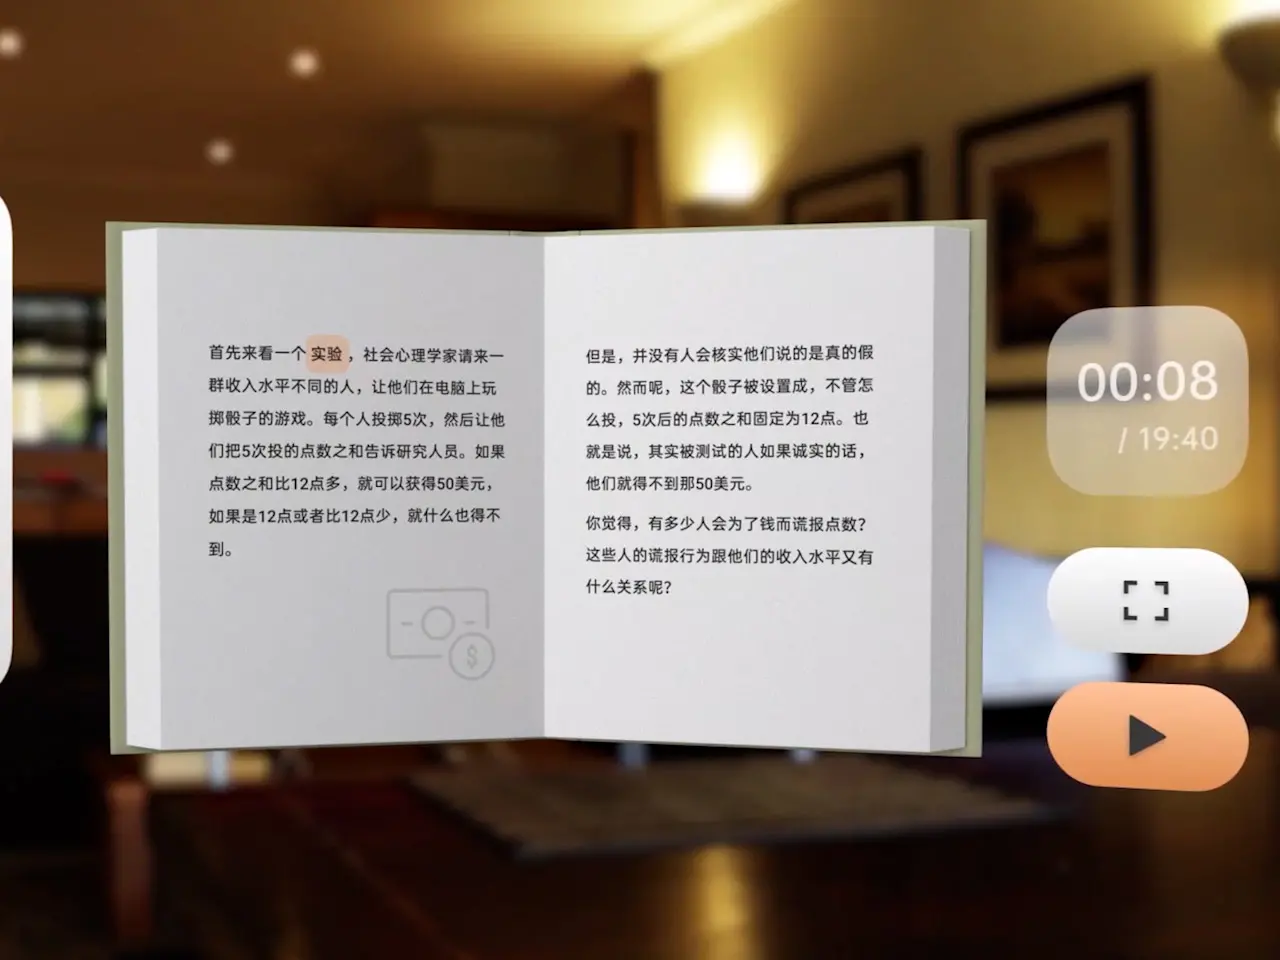 首先来看一个 实验 ，社会心理学家请来一
群收入水平不同的人，让他们在电脑上玩
掷骰子的游戏。每个人投掷5次，然后让他
们把5次投的点数之和告诉研究人员。如果
点数之和比12点多，就可以获得50美元，
如果是12点或者比12点少，就什么也得不
到。
$
但是，并没有人会核实他们说的是真的假
的。然而呢，这个骰子被设置成，不管怎
么投，5次后的点数之和固定为12点。也
就是说，其实被测试的人如果诚实的话，
他们就得不到那50美元。
你觉得，有多少人会为了钱而谎报点数？
这些人的谎报行为跟他们的收入水平又有
什么关系呢？
00:08
/ 19:40